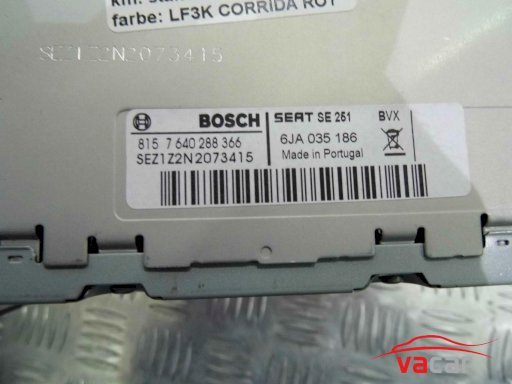 farbe: LF3K CORRIDA ROT
SEZ1Z2N2073415
BOSCH SEAT SE 251 BVX
815 7 640 288 366 6JA 035 186
SEZ1Z2N2073415 Made in Portugal
vacar